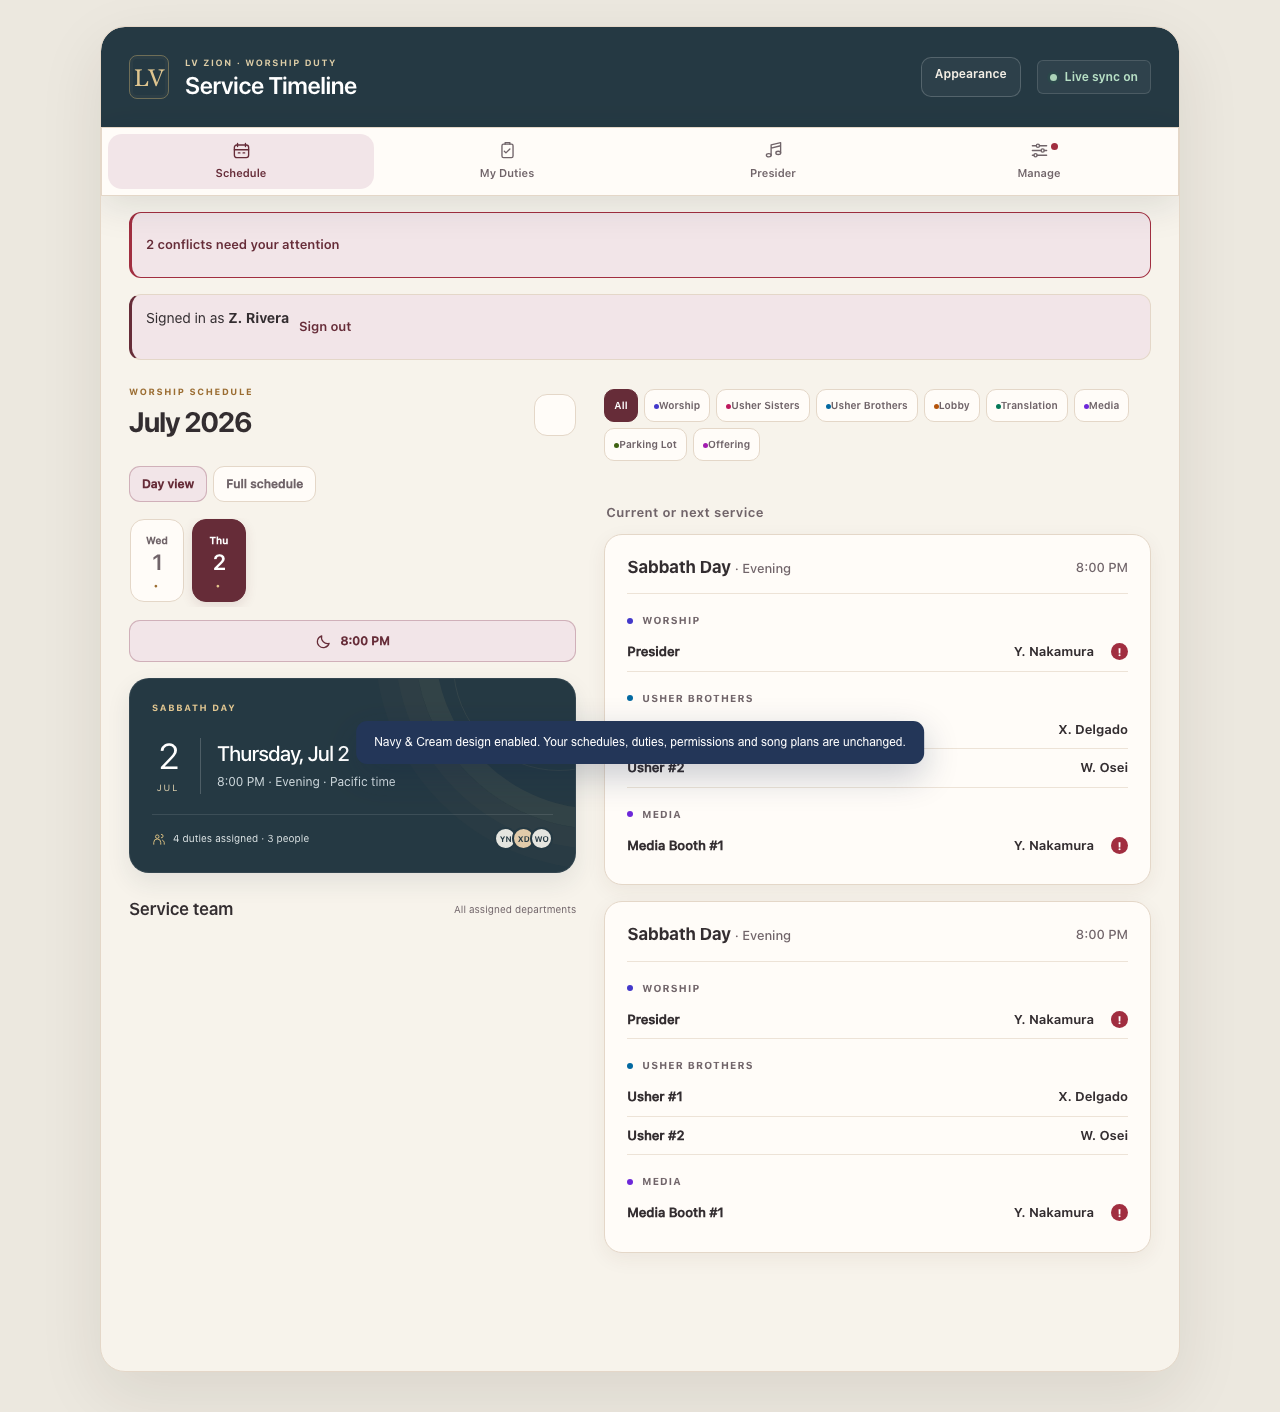 LV
LV ZION · WORSHIP DUTY
Service Timeline
Appearance
Live sync on
Schedule
My Duties
Presider
Manage
2 conflicts need your attention
Signed in as Z. Rivera Sign out
WORSHIP SCHEDULE
July 2026
Day view
Full schedule
Wed
1
Thu
2
8:00 PM
SABBATH DAY
2
JUL
Thursday, Jul 2
8:00 PM · Evening · Pacific time
4 duties assigned · 3 people
YN
XD
WO
Service team
All assigned departments
All
Worship
Usher Sisters
Usher Brothers
Lobby
Translation
Media
Parking Lot
Offering
Current or next service
Sabbath Day · Evening 8:00 PM
WORSHIP
Presider Y. Nakamura !
USHER BROTHERS
X. Delgado
Navy & Cream design enabled. Your schedules, duties, permissions and song plans are unchanged.
Usher #2 W. Osei
MEDIA
Media Booth #1 Y. Nakamura !
Sabbath Day · Evening 8:00 PM
WORSHIP
Presider Y. Nakamura !
USHER BROTHERS
Usher #1 X. Delgado
Usher #2 W. Osei
MEDIA
Media Booth #1 Y. Nakamura !